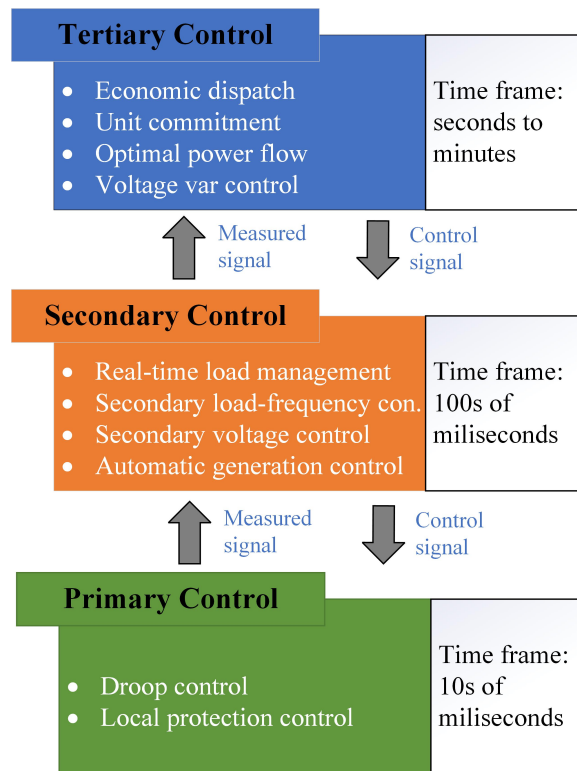 Tertiary Control
• Economic dispatch
• Unit commitment
• Optimal power flow
• Voltage var control
Time frame:
seconds to
minutes
Measured
signal
Control
signal
Secondary Control
• Real-time load management
• Secondary load-frequency con.
• Secondary voltage control
• Automatic generation control
Time frame:
100s of
miliseconds
Measured
signal
Control
signal
Primary Control
• Droop control
• Local protection control
Time frame:
10s of
miliseconds